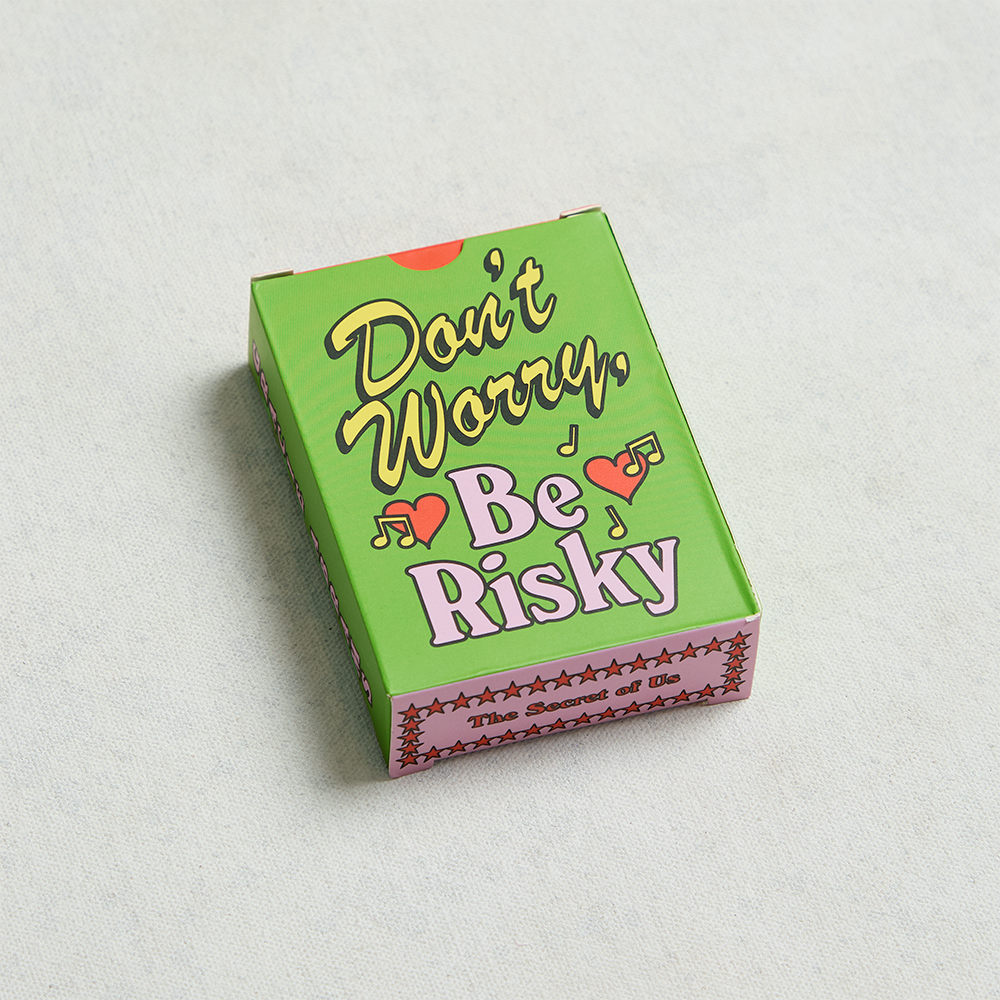 Don't
Worry,
Be
Risky
The Secret of Us